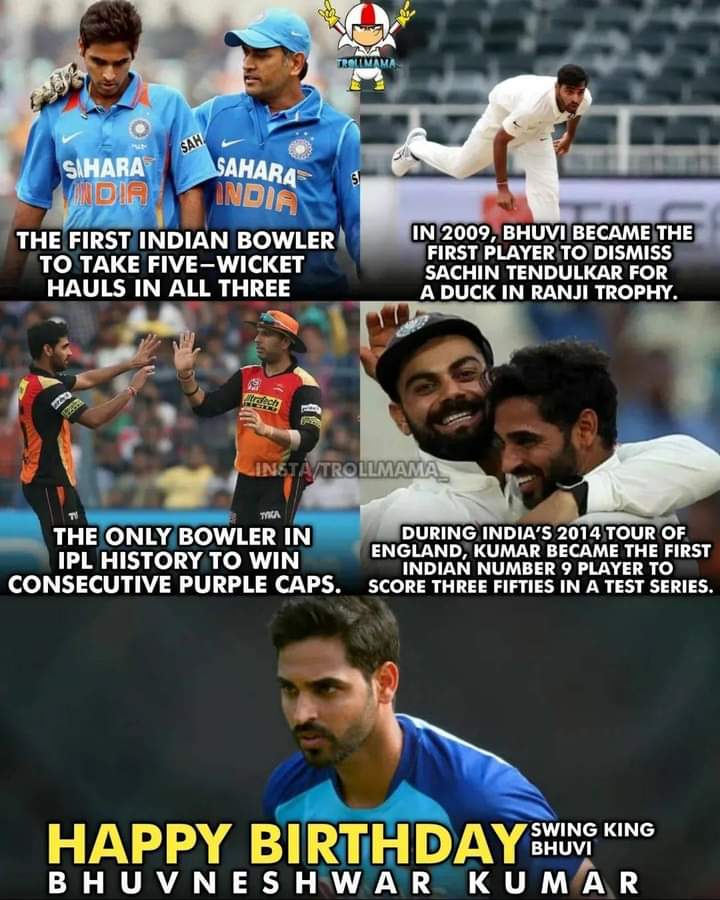 TROLLMAMA_
SAHARA
INDIA
SAH
SAHARA
INDIA
THE FIRST INDIAN BOWLER
TO TAKE FIVE-WICKET
HAULS IN ALL THREE
IN 2009, BHUVI BECAME THE
FIRST PLAYER TO DISMISS
SACHIN TENDULKAR FOR
A DUCK IN RANJI TROPHY.
INSTA/TROLLMAMA_
THE ONLY BOWLER IN
IPL HISTORY TO WIN
CONSECUTIVE PURPLE CAPS.
DURING INDIA'S 2014 TOUR OF
ENGLAND, KUMAR BECAME THE FIRST
INDIAN NUMBER 9 PLAYER TO
SCORE THREE FIFTIES IN A TEST SERIES.
HAPPY BIRTHDAY
SWING KING
BHUVI
BHUVNESHWAR KUMAR